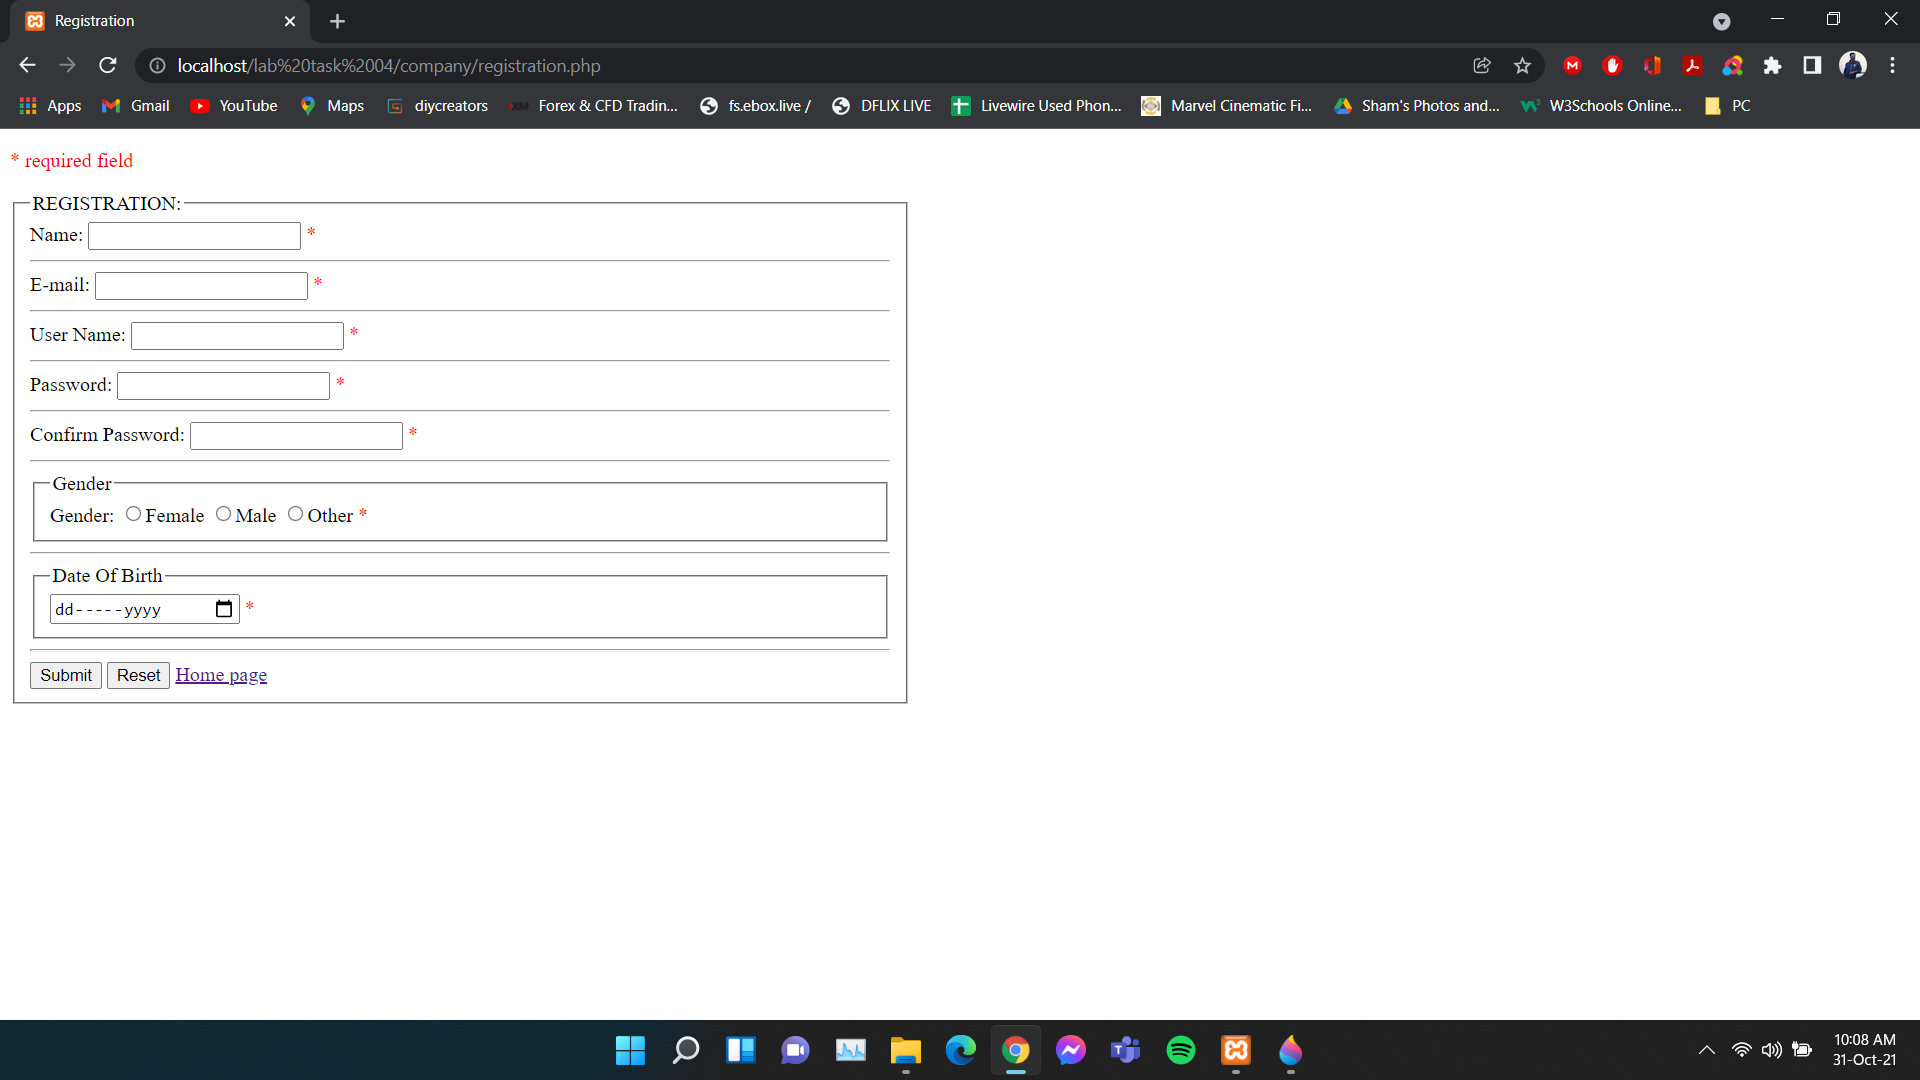 Registration
localhost/lab%20task%2004/company/registration.php
Apps Gmail YouTube Maps diycreators Forex & CFD Tradin... fs.ebox.live / DFLIX LIVE Livewire Used Phon... Marvel Cinematic Fi... Sham's Photos and... W3Schools Online... PC
* required field
REGISTRATION:
Name: *
E-mail: *
User Name: *
Password: *
Confirm Password: *
Gender
Gender: Female Male Other *
Date Of Birth
dd-----yyyy *
Submit Reset Home page
10:08 AM
31-Oct-21